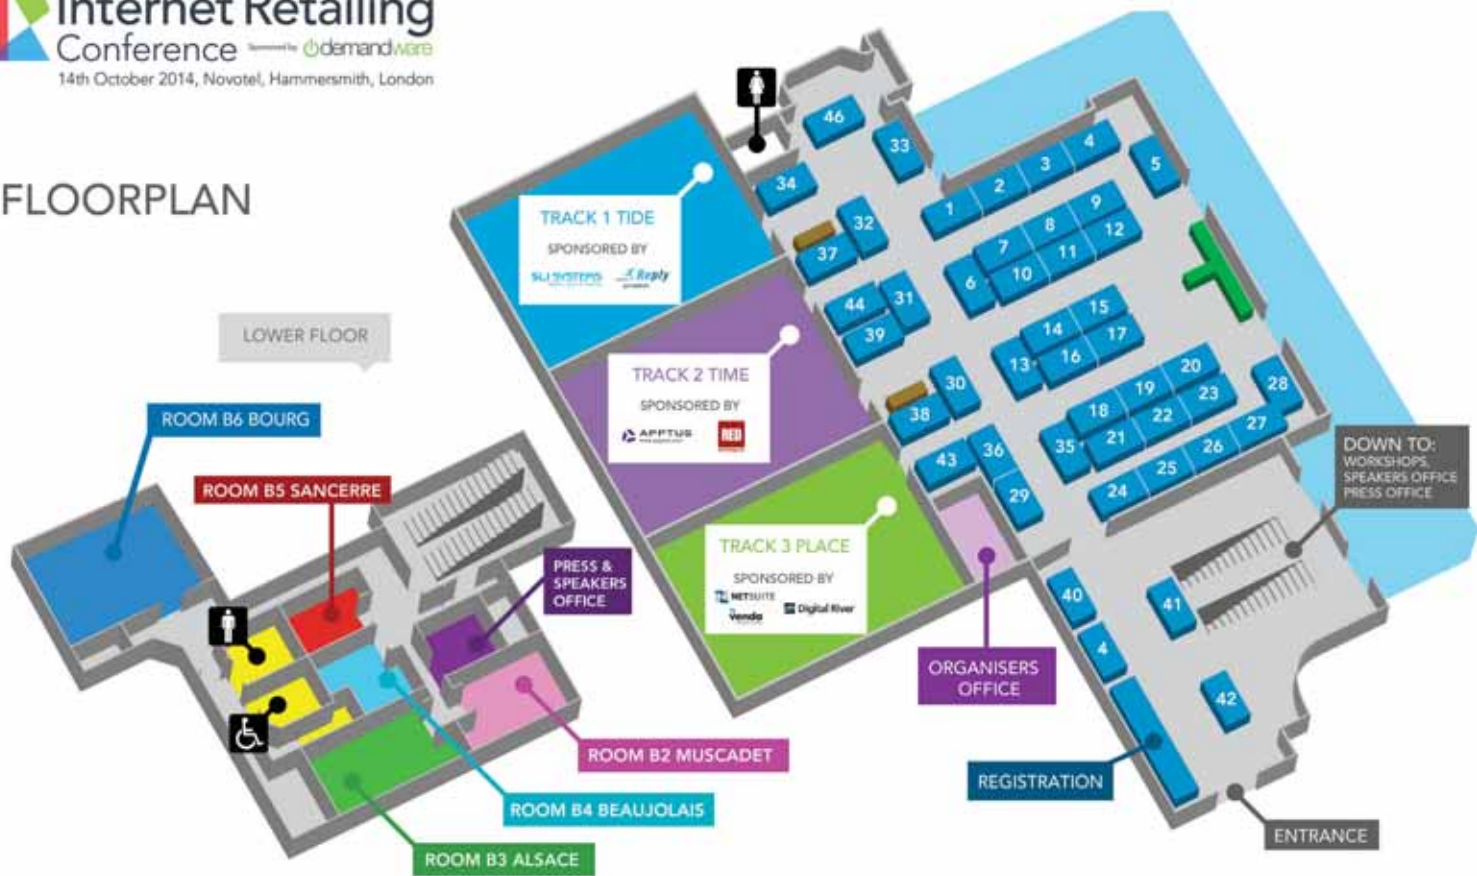 Internet Retailing
Conference Sponsored by demandware
14th October 2014, Novotel, Hammersmith, London
FLOORPLAN
LOWER FLOOR
ROOM B6 BOURG
ROOM B5 SANCERRE
PRESS &
SPEAKERS
OFFICE
ROOM B2 MUSCADET
ROOM B4 BEAUJOLAIS
ROOM B3 ALSACE
TRACK 1 TIDE
SPONSORED BY
SLI SYSTEMS Reply
TRACK 2 TIME
SPONSORED BY
APPTUS RED
TRACK 3 PLACE
SPONSORED BY
NETSUITE
venda Digital River
ORGANISERS
OFFICE
REGISTRATION
ENTRANCE
DOWN TO:
WORKSHOPS,
SPEAKERS OFFICE
PRESS OFFICE
46
33
34
32
37
44
31
39
30
38
43
36
29
1
2
3
4
5
6
7
8
9
10
11
12
13
14
15
16
17
18
19
20
35
21
22
23
28
24
25
26
27
40
4
41
42